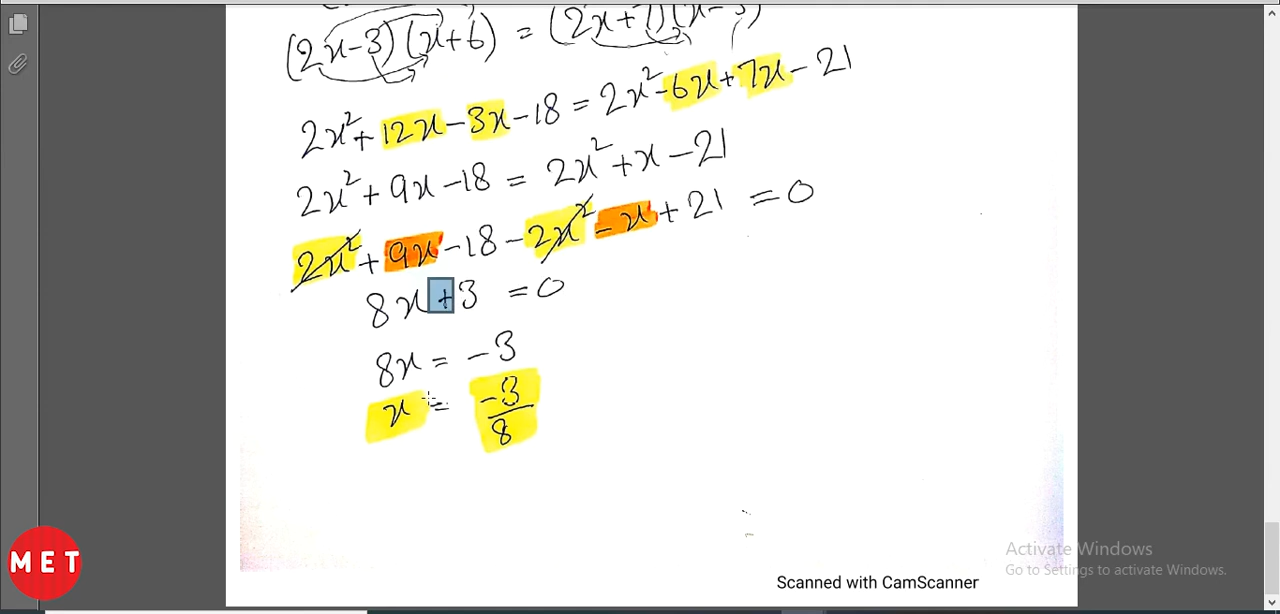 (2x-3)(x+6) = (2x+7)(x-3)
2x²+12x-3x-18 = 2x²-6x+7x-21
2x²+9x-18 = 2x²+x-21
2x²+9x-18-2x²-x+21 = 0
8x+3 = 0
8x = -3
x = -3/8
MET
Activate Windows
Go to Settings to activate Windows.
Scanned with CamScanner